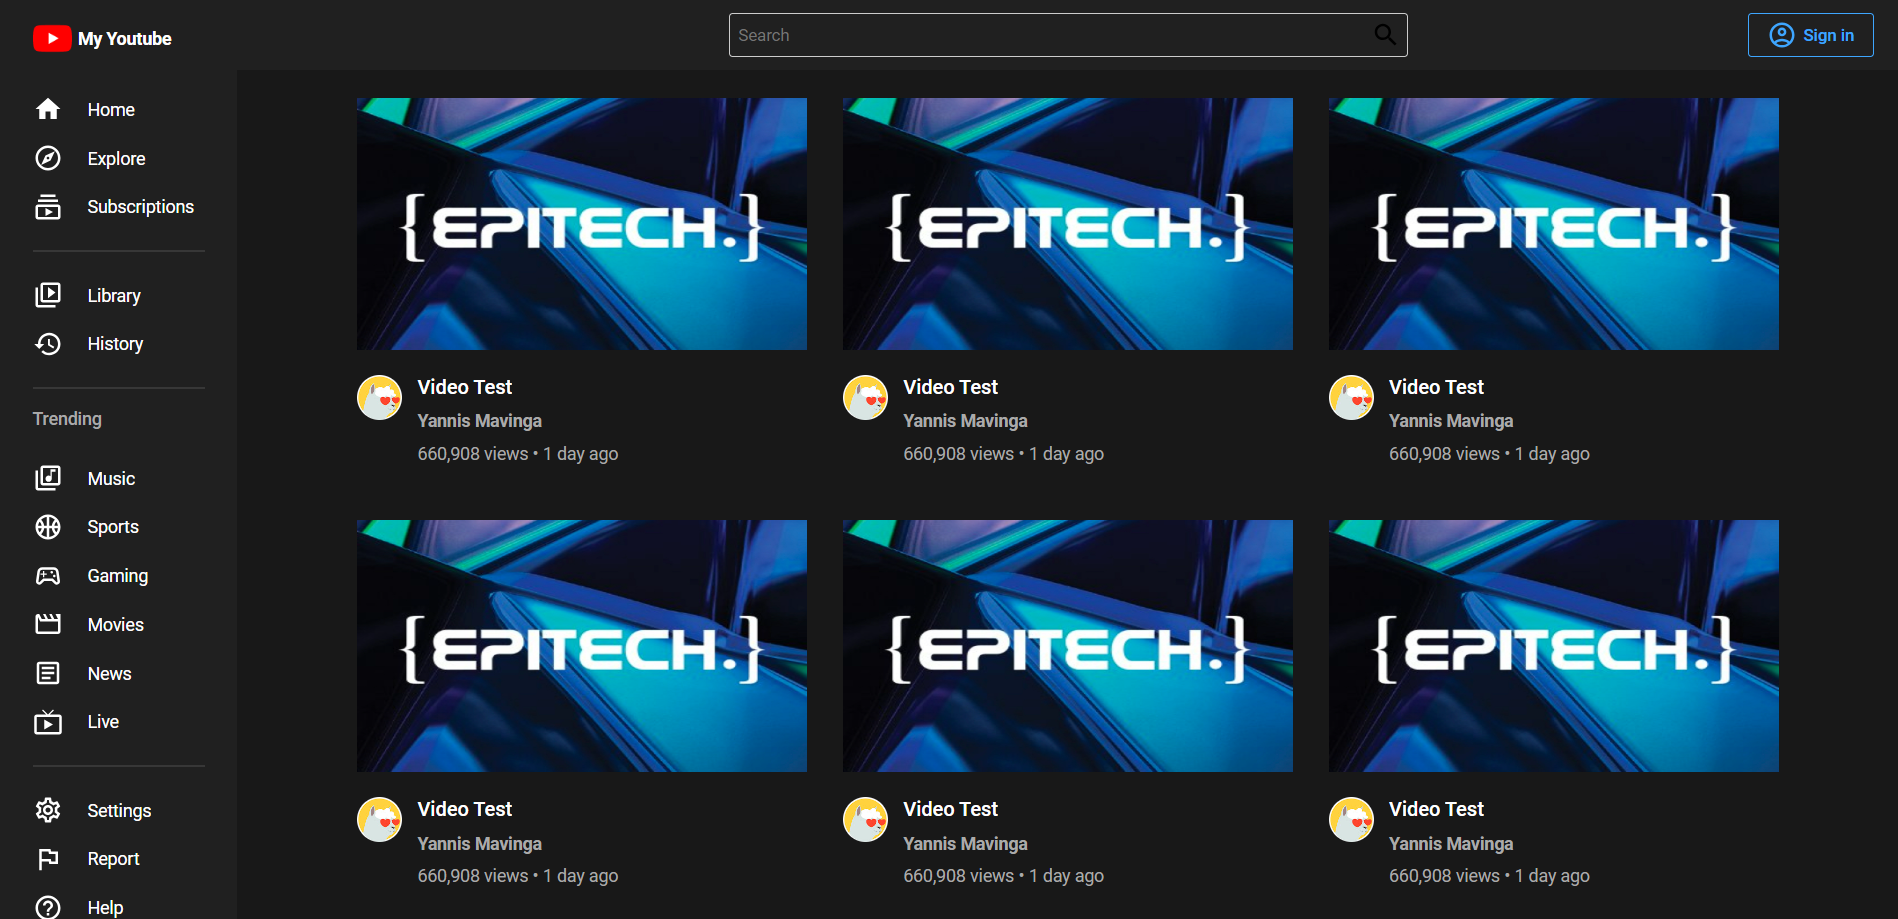 My Youtube
Search
Sign in
Home
Explore
Subscriptions
Library
History
Trending
Music
Sports
Gaming
Movies
News
Live
Settings
Report
Help
{EPITECH.}
{EPITECH.}
{EPITECH.}
Video Test
Yannis Mavinga
660,908 views • 1 day ago
Video Test
Yannis Mavinga
660,908 views • 1 day ago
Video Test
Yannis Mavinga
660,908 views • 1 day ago
{EPITECH.}
{EPITECH.}
{EPITECH.}
Video Test
Yannis Mavinga
660,908 views • 1 day ago
Video Test
Yannis Mavinga
660,908 views • 1 day ago
Video Test
Yannis Mavinga
660,908 views • 1 day ago